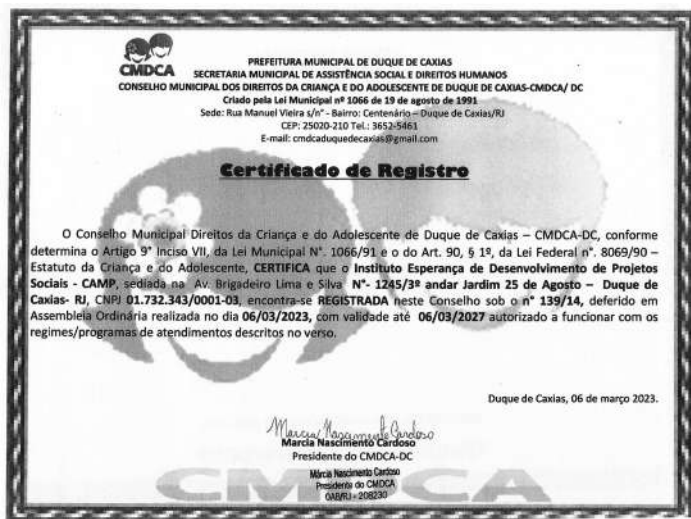 CMDCA
PREFEITURA MUNICIPAL DE DUQUE DE CAXIAS
SECRETARIA MUNICIPAL DE ASSISTÊNCIA SOCIAL E DIREITOS HUMANOS
CONSELHO MUNICIPAL DOS DIREITOS DA CRIANÇA E DO ADOLESCENTE DE DUQUE DE CAXIAS-CMDCA/ DC
Criado pela Lei Municipal nº 1066 de 19 de agosto de 1991
Sede: Rua Manuel Vieira s/n° - Bairro: Centenário – Duque de Caxias/RJ
CEP: 25020-210 Tel.: 3652-5461
E-mail: cmdcaduquedecaxias@gmail.com
Certificado de Registro
O Conselho Municipal Direitos da Criança e do Adolescente de Duque de Caxias – CMDCA-DC, conforme
determina o Artigo 9° Inciso VII, da Lei Municipal N°. 1066/91 e o do Art. 90, § 1º, da Lei Federal n°. 8069/90 –
Estatuto da Criança e do Adolescente, CERTIFICA que o Instituto Esperança de Desenvolvimento de Projetos
Sociais - CAMP, sediada na Av. Brigadeiro Lima e Silva N°- 1245/3º andar Jardim 25 de Agosto – Duque de
Caxias- RJ, CNPJ 01.732.343/0001-03, encontra-se REGISTRADA neste Conselho sob o n° 139/14, deferido em
Assembleia Ordinária realizada no dia 06/03/2023, com validade até 06/03/2027 autorizado a funcionar com os
regimes/programas de atendimentos descritos no verso.
Duque de Caxias, 06 de março 2023.
Marcia Nascimento Cardoso
Marcia Nascimento Cardoso
Presidente do CMDCA-DC
Márcia Nascimento Cardoso
Presidente do CMDCA
OAB/RJ - 208230
CMDCA